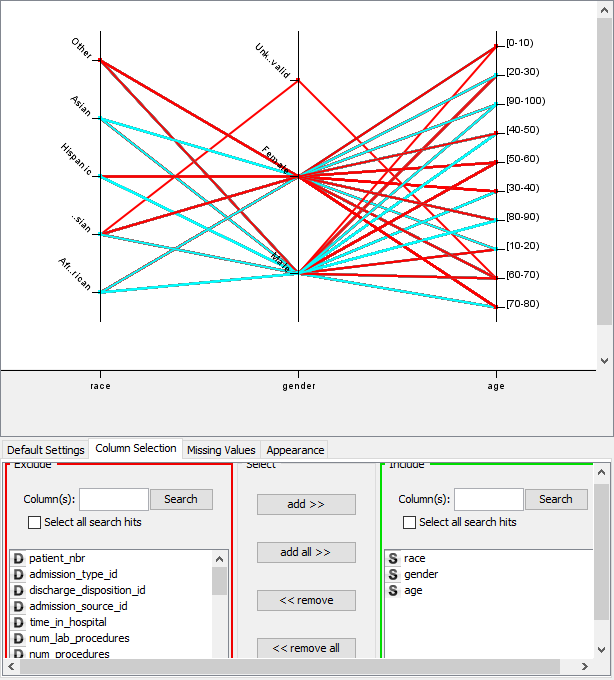 Other
Asian
Hispanic
..sian
Afr..rican
Unk..valid
Female
Male
[0-10)
[20-30)
[90-100)
[40-50)
[50-60)
[30-40)
[80-90)
[10-20)
[60-70)
[70-80)
race gender age
Default Settings Column Selection Missing Values Appearance
Exclude Select Include
Column(s): Search
Select all search hits
D patient_nbr
D admission_type_id
D discharge_disposition_id
D admission_source_id
D time_in_hospital
D num_lab_procedures
D num_procedures
add >>
add all >>
<< remove
<< remove all
Column(s): Search
Select all search hits
S race
S gender
S age